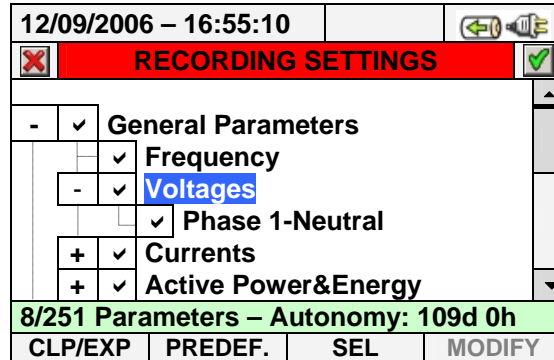 12/09/2006 – 16:55:10
RECORDING SETTINGS
- General Parameters
Frequency
- Voltages
Phase 1-Neutral
+ Currents
+ Active Power&Energy
8/251 Parameters – Autonomy: 109d 0h
CLP/EXP PREDEF. SEL MODIFY